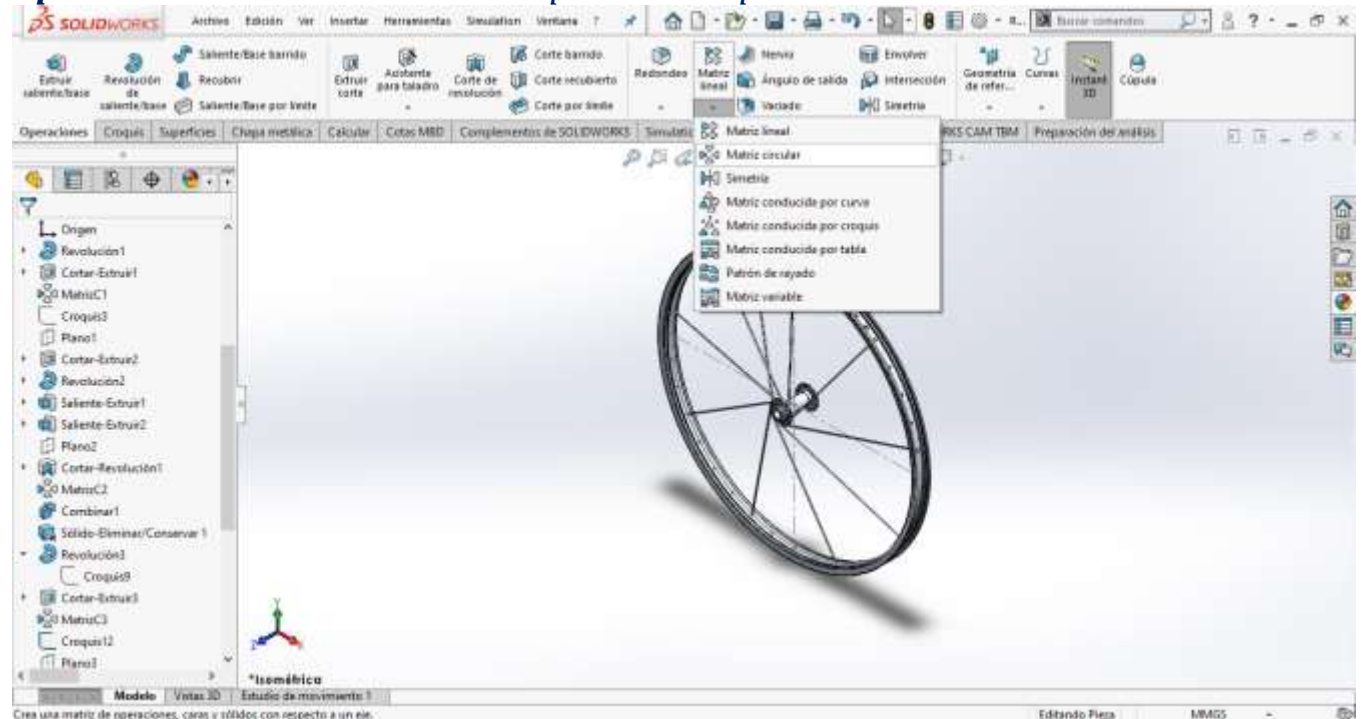 SOLIDWORKS
Archivo Edición Ver Insertar Herramientas Simulation Ventana ?
Buscar comandos
Extruir saliente/base
Revolución de saliente/base
Saliente/Base barrido
Recubrir
Saliente/Base por límite
Extruir corte
Asistente para taladro
Corte de revolución
Corte barrido
Corte recubierto
Corte por límite
Redondeo
Matriz lineal
Nervio
Ángulo de salida
Vaciado
Envolver
Intersección
Simetría
Geometría de refer...
Curvas
Instant 3D
Cúpula
Operaciones Croquis Superficies Chapa metálica Calcular Cotas MBD Complementos de SOLIDWORKS
RKS CAM TBM Preparación del análisis
Matriz lineal
Matriz circular
Simetría
Matriz conducida por curva
Matriz conducida por croquis
Matriz conducida por tabla
Patrón de rayado
Matriz variable
Origen
Revolución1
Cortar-Extruir1
MatrizC1
Croquis3
Plano1
Cortar-Extruir2
Revolución2
Saliente-Extruir1
Saliente-Extruir2
Plano2
Cortar-Revolución1
MatrizC2
Combinar1
Sólido-Eliminar/Conservar 1
Revolución3
Croquis9
Cortar-Extruir3
MatrizC3
Croquis12
Plano3
*Isométrica
Modelo Vistas 3D Estudio de movimiento 1
Crea una matriz de operaciones, caras y sólidos con respecto a un eje.
Editando Pieza MMGS